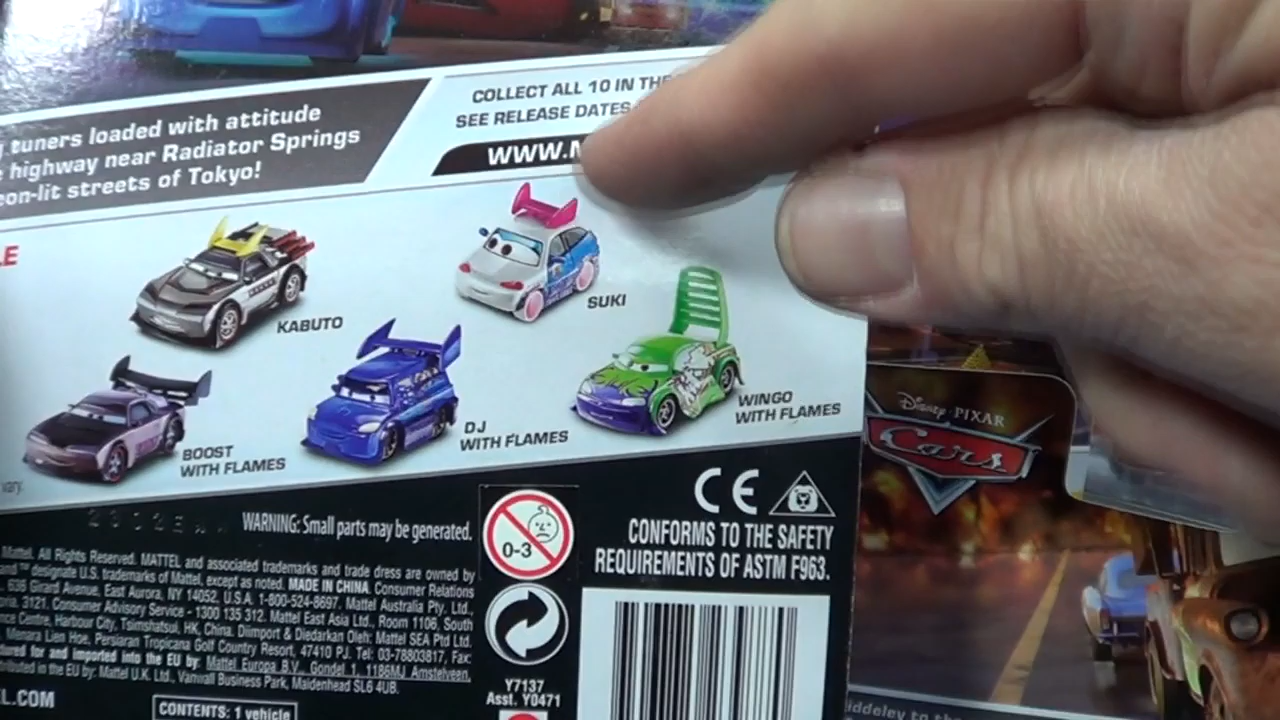 tuners loaded with attitude
highway near Radiator Springs
on-lit streets of Tokyo!
COLLECT ALL 10 IN THE
SEE RELEASE DATES
WWW.M
LE
KABUTO
SUKI
BOOST
WITH FLAMES
DJ
WITH FLAMES
WINGO
WITH FLAMES
vary.
WARNING: Small parts may be generated.
0-3
CE
CONFORMS TO THE SAFETY
REQUIREMENTS OF ASTM F963.
Mattel. All Rights Reserved. MATTEL and associated trademarks and trade dress are owned by
and ™ designate U.S. trademarks of Mattel, except as noted. MADE IN CHINA. Consumer Relations
636 Girard Avenue, East Aurora, NY 14052. U.S.A. 1-800-524-8697. Mattel Australia Pty. Ltd.,
3121. Consumer Advisory Service - 1300 135 312. Mattel East Asia Ltd., Room 1106, South
Centre, Harbour City, Tsimshatsui, HK, China. Diimport & Diedarkan Oleh: Mattel SEA Ptd Ltd.
Menara Lien Hoe, Persiaran Tropicana Golf Country Resort, 47410 PJ. Tel: 03-78803817, Fax:
for and imported into the EU by: Mattel Europa B.V., Gondel 1, 1186MJ Amstelveen,
in the EU by: Mattel U.K. Ltd., Vanwall Business Park, Maidenhead SL6 4UB.
Y7137
Asst. Y0471
EL.COM
CONTENTS: 1 vehicle
Disney · PIXAR
Cars